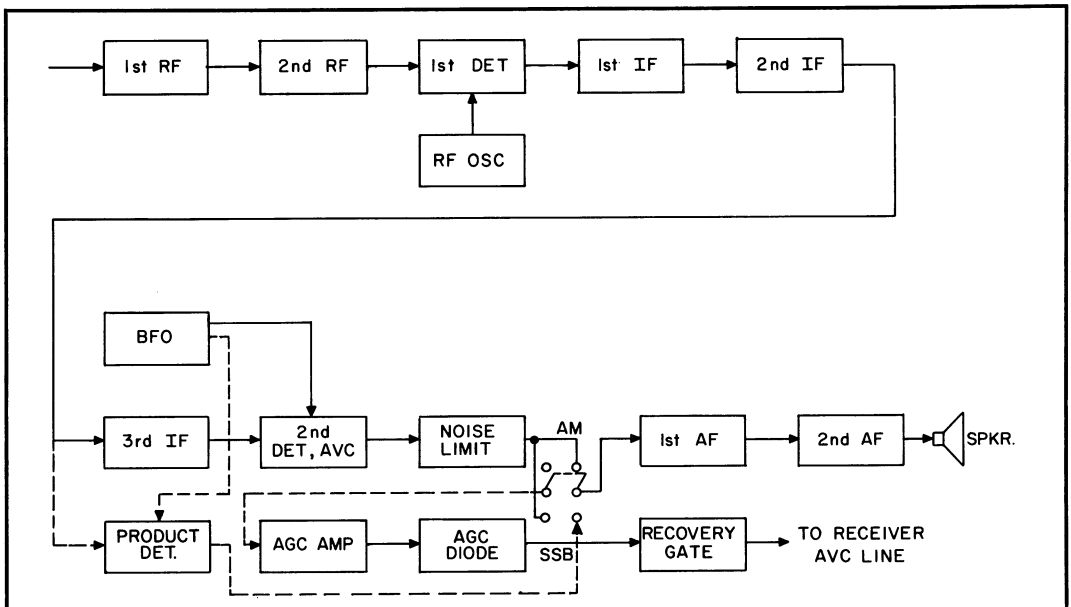 1st RF
2nd RF
1st DET
1st IF
2nd IF
RF OSC
BFO
3rd IF
2nd
DET, AVC
NOISE
LIMIT
AM
1st AF
2nd AF
SPKR.
PRODUCT
DET.
AGC AMP
AGC
DIODE
SSB
RECOVERY
GATE
TO RECEIVER
AVC LINE